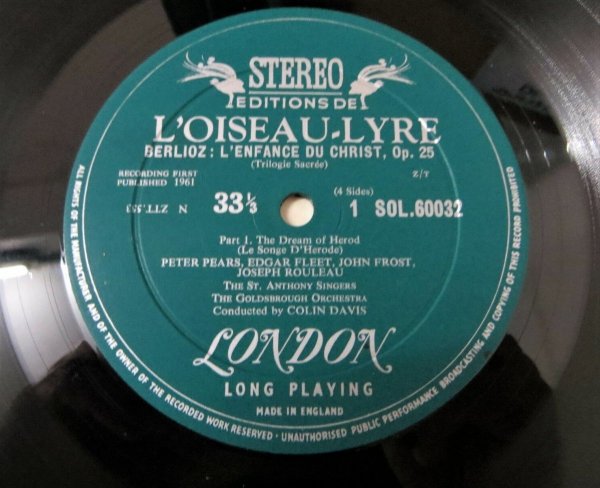 STEREO
EDITIONS DE
L'OISEAU-LYRE
BERLIOZ: L'ENFANCE DU CHRIST, Op. 25
(Trilogie Sacrée)
RECORDING FIRST
PUBLISHED 1961
Z/T
N
33⅓
(4 Sides)
1 SOL.60032
Part 1. The Dream of Herod
(Le Songe D'Herode)
PETER PEARS, EDGAR FLEET, JOHN FROST,
JOSEPH ROULEAU
THE ST. ANTHONY SINGERS
THE GOLDSBROUGH ORCHESTRA
Conducted by COLIN DAVIS
LONDON
LONG PLAYING
MADE IN ENGLAND
ALL RIGHTS OF THE MANUFACTURER AND OF THE OWNER OF THE RECORDED WORK RESERVED · UNAUTHORISED PUBLIC PERFORMANCE BROADCASTING AND COPYING OF THIS RECORD PROHIBITED